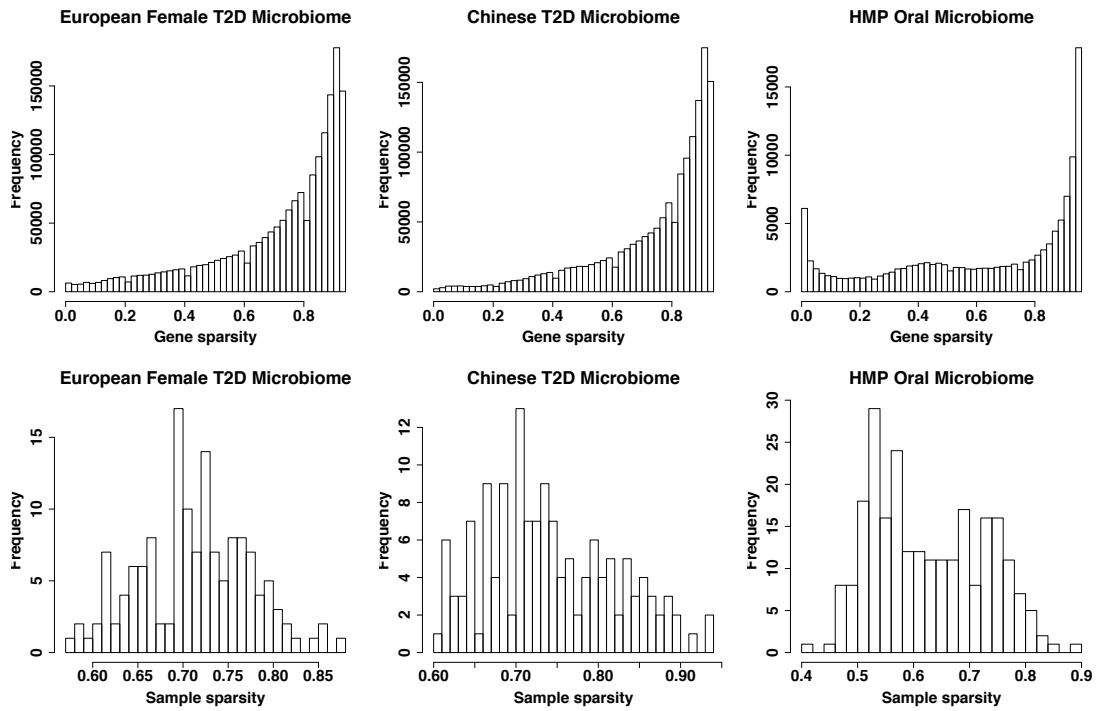 European Female T2D Microbiome
Chinese T2D Microbiome
HMP Oral Microbiome
Frequency
0
50000
100000
150000
0.0 0.2 0.4 0.6 0.8
Gene sparsity
Frequency
0
50000
100000
150000
0.0 0.2 0.4 0.6 0.8
Gene sparsity
Frequency
0
5000
10000
15000
0.0 0.2 0.4 0.6 0.8
Gene sparsity
European Female T2D Microbiome
Chinese T2D Microbiome
HMP Oral Microbiome
Frequency
0
5
10
15
0.60 0.65 0.70 0.75 0.80 0.85
Sample sparsity
Frequency
0
2
4
6
8
10
12
0.60 0.70 0.80 0.90
Sample sparsity
Frequency
0
5
10
15
20
25
30
0.4 0.5 0.6 0.7 0.8 0.9
Sample sparsity